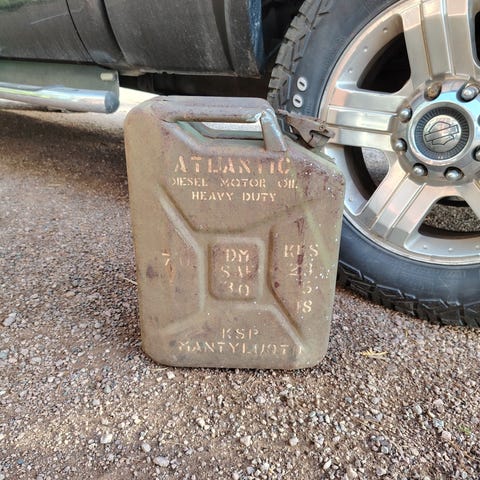 ATLANTIC
DIESEL MOTOR OIL
HEAVY DUTY
DM
SAE
30
KSP
MANTYLUOTO